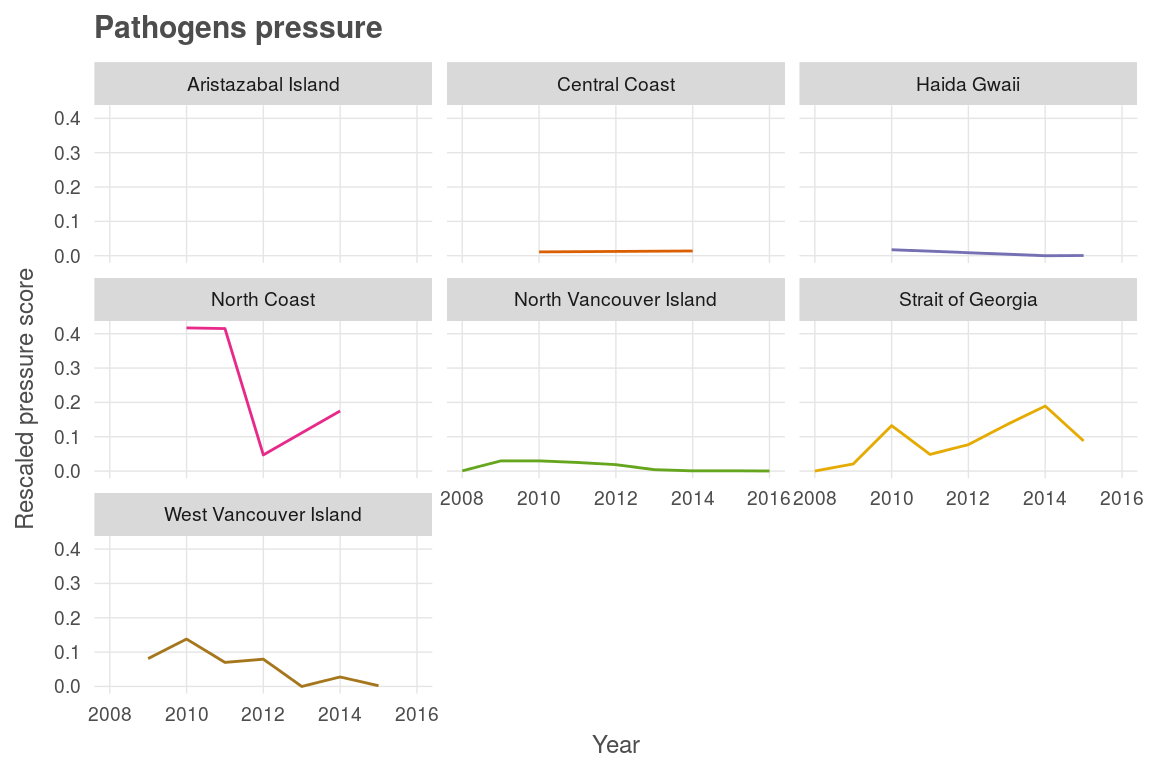 Pathogens pressure
Aristazabal Island Central Coast Haida Gwaii
0.4
0.3
0.2
0.1
0.0
North Coast North Vancouver Island Strait of Georgia
0.4
0.3
0.2
0.1
0.0
2008 2010 2012 2014 2016 2008 2010 2012 2014 2016
West Vancouver Island
0.4
0.3
0.2
0.1
0.0
2008 2010 2012 2014 2016
Rescaled pressure score
Year